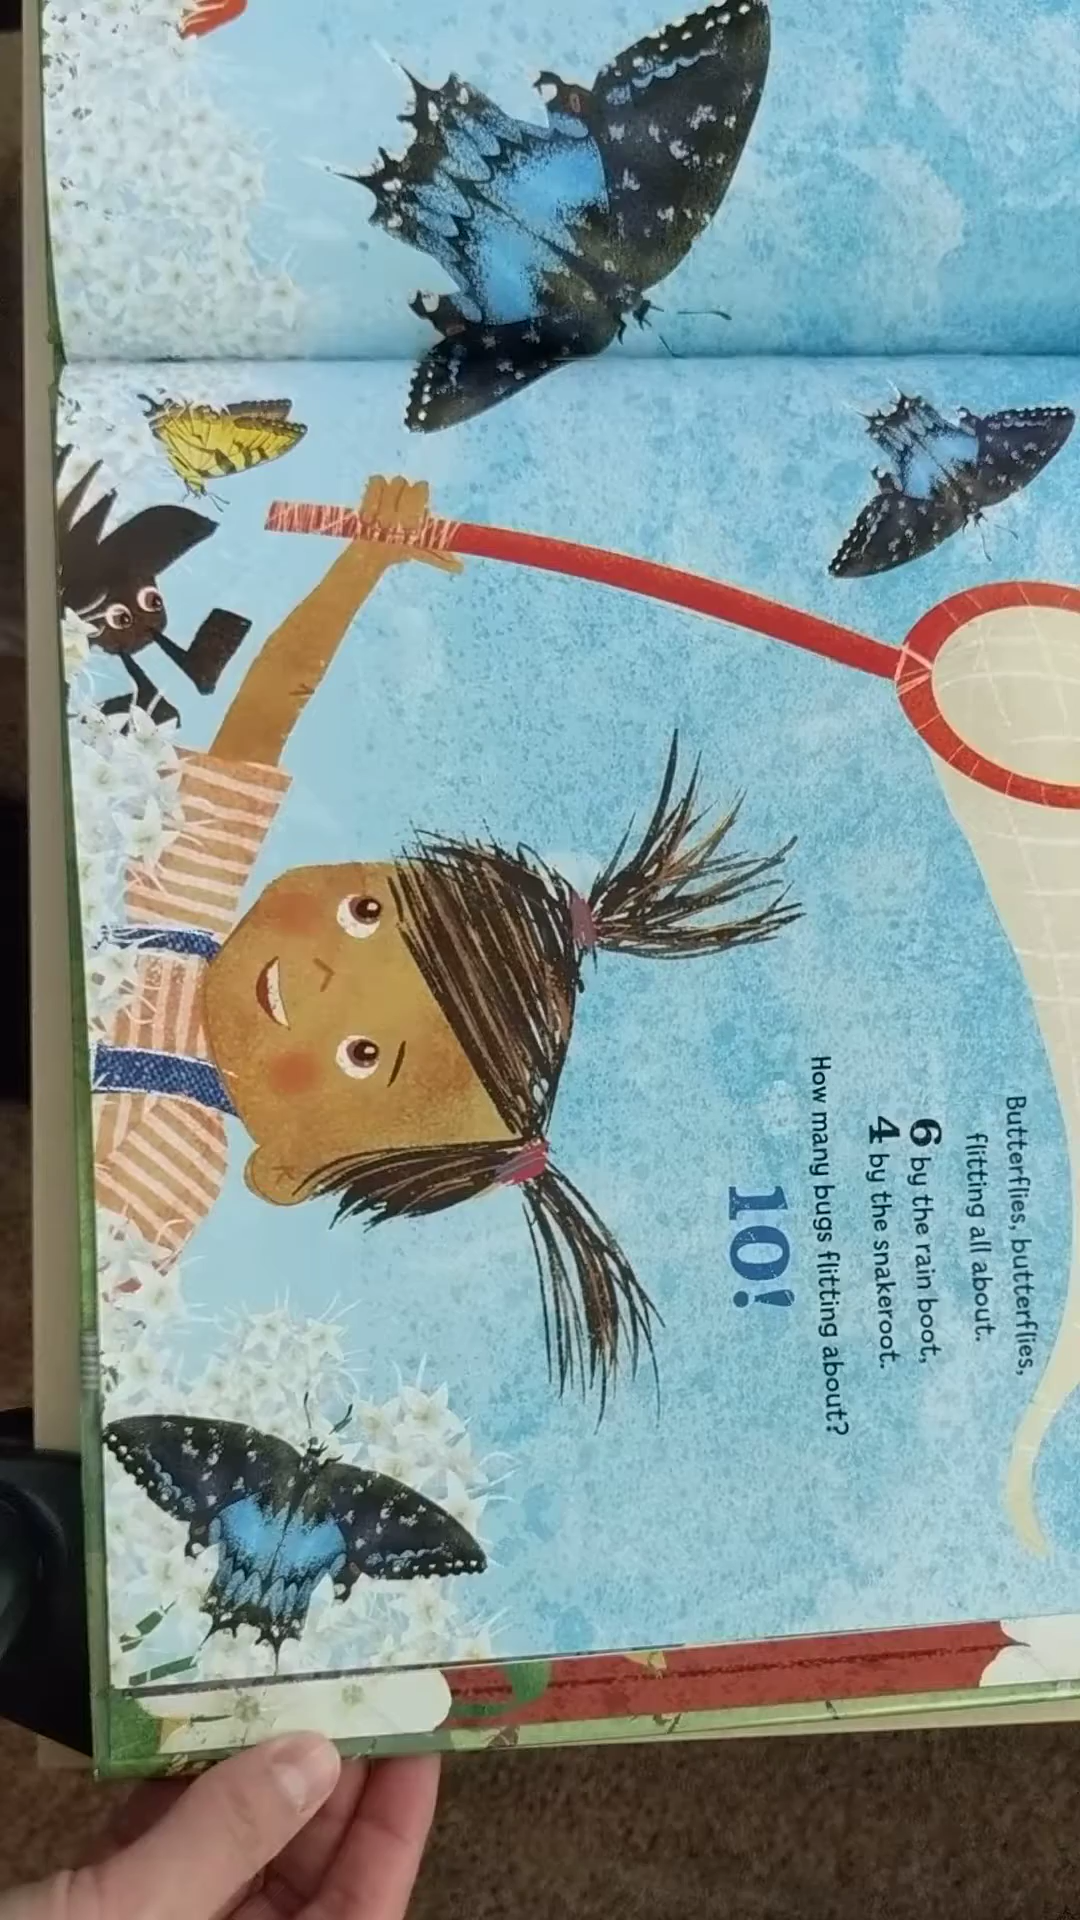 Butterflies, butterflies,
flitting all about.
6 by the rain boot,
4 by the snakeroot.
How many bugs flitting about?
10!